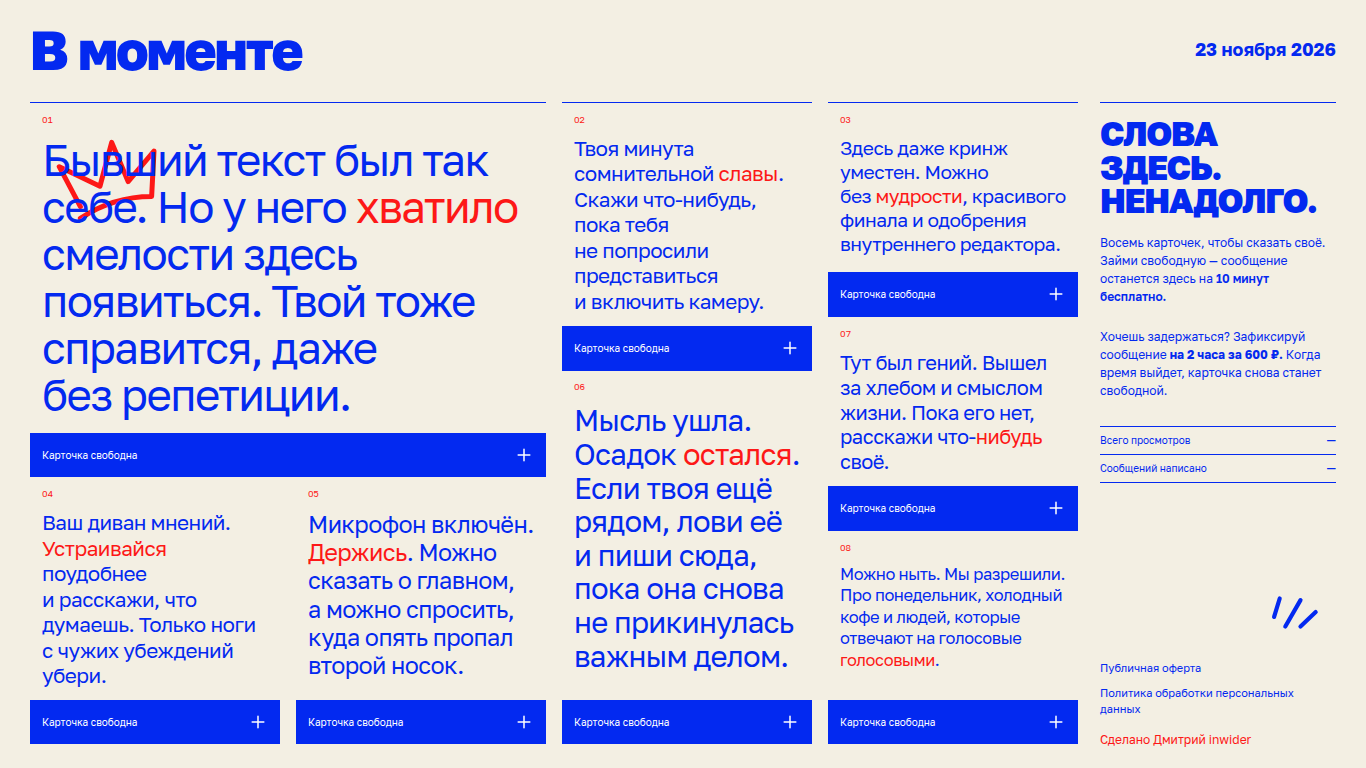 В моменте
23 ноября 2026
01
Бывший текст был так
себе. Но у него хватило
смелости здесь
появиться. Твой тоже
справится, даже
без репетиции.
Карточка свободна
02
Твоя минута
сомнительной славы.
Скажи что-нибудь,
пока тебя
не попросили
представиться
и включить камеру.
Карточка свободна
03
Здесь даже кринж
уместен. Можно
без мудрости, красивого
финала и одобрения
внутреннего редактора.
Карточка свободна
04
Ваш диван мнений.
Устраивайся
поудобнее
и расскажи, что
думаешь. Только ноги
с чужих убеждений
убери.
Карточка свободна
05
Микрофон включён.
Держись. Можно
сказать о главном,
а можно спросить,
куда опять пропал
второй носок.
Карточка свободна
06
Мысль ушла.
Осадок остался.
Если твоя ещё
рядом, лови её
и пиши сюда,
пока она снова
не прикинулась
важным делом.
Карточка свободна
07
Тут был гений. Вышел
за хлебом и смыслом
жизни. Пока его нет,
расскажи что-нибудь
своё.
Карточка свободна
08
Можно ныть. Мы разрешили.
Про понедельник, холодный
кофе и людей, которые
отвечают на голосовые
голосовыми.
Карточка свободна
СЛОВА
ЗДЕСЬ.
НЕНАДОЛГО.
Восемь карточек, чтобы сказать своё.
Займи свободную — сообщение
останется здесь на 10 минут
бесплатно.
Хочешь задержаться? Зафиксируй
сообщение на 2 часа за 600 ₽. Когда
время выйдет, карточка снова станет
свободной.
Всего просмотров —
Сообщений написано —
Публичная оферта
Политика обработки персональных
данных
Сделано Дмитрий inwider